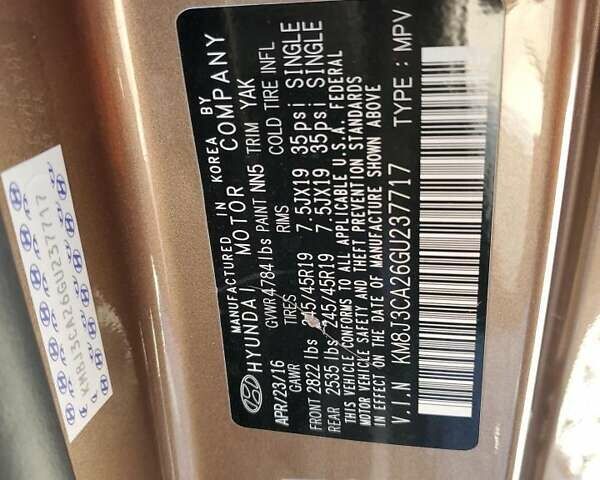 MANUFACTURED IN KOREA BY
HYUNDAI MOTOR COMPANY
APR/23/16 GVWR 4784 lbs PAINT NN5 TRIM YAK
GAWR TIRES RMS COLD TIRE INFL
FRONT 2822 lbs 245/45R19 7.5JX19 35psi SINGLE
REAR 2535 lbs 245/45R19 7.5JX19 35psi SINGLE
THIS VEHICLE CONFORMS TO ALL APPLICABLE U.S.A. FEDERAL
MOTOR VEHICLE SAFETY AND THEFT PREVENTION STANDARDS
IN EFFECT ON THE DATE OF MANUFACTURE SHOWN ABOVE
V.I.N KM8J3CA26GU237717 TYPE : MPV
KM8J3CA26GU237717